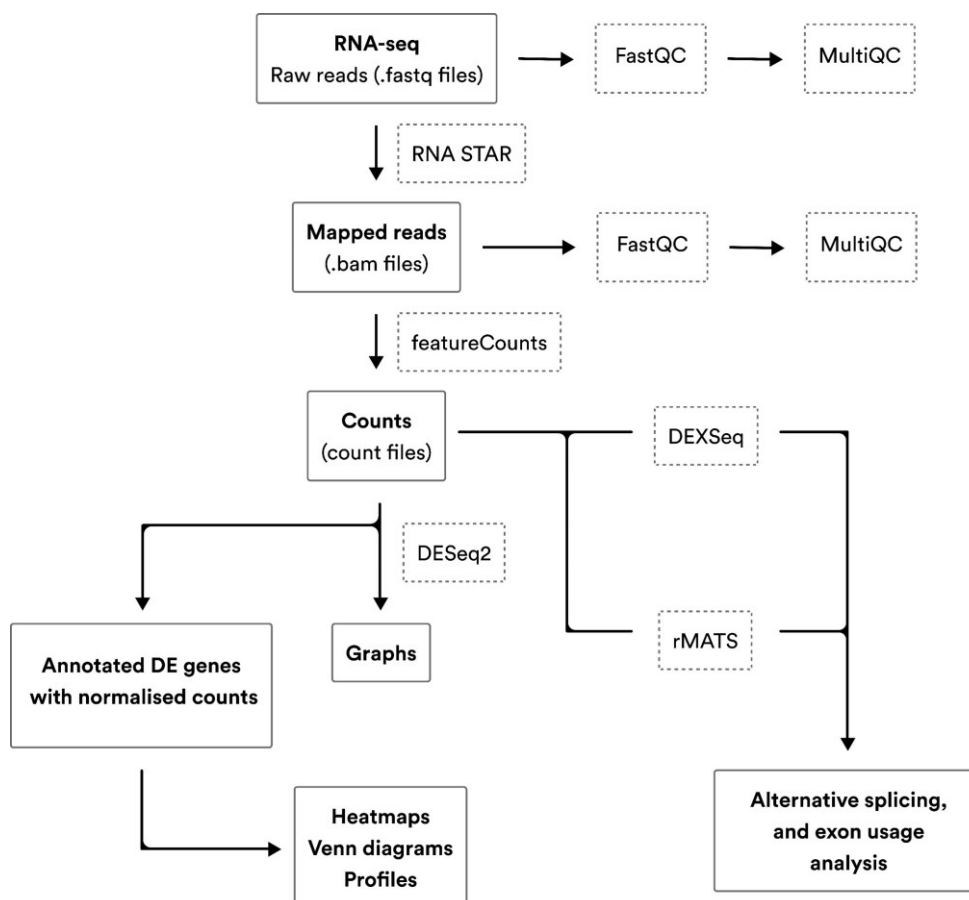 RNA-seq
Raw reads (.fastq files)
FastQC
MultiQC
RNA STAR
Mapped reads
(.bam files)
FastQC
MultiQC
featureCounts
Counts
(count files)
DEXSeq
DESeq2
rMATS
Annotated DE genes
with normalised counts
Graphs
Heatmaps
Venn diagrams
Profiles
Alternative splicing,
and exon usage
analysis